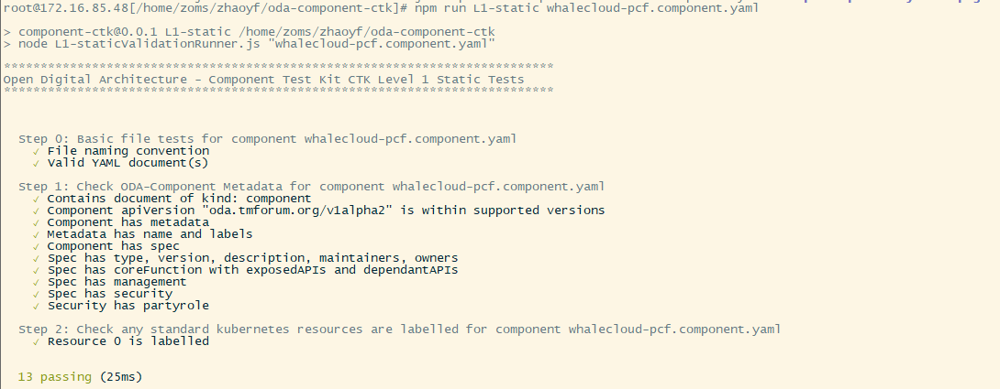 root@172.16.85.48[/home/zoms/zhaoyf/oda-component-ctk]# npm run L1-static whalecloud-pcf.component.yaml
> component-ctk@0.0.1 L1-static /home/zoms/zhaoyf/oda-component-ctk
> node L1-staticValidationRunner.js "whalecloud-pcf.component.yaml"
***************************************************************************
Open Digital Architecture - Component Test Kit CTK Level 1 Static Tests
***************************************************************************
Step 0: Basic file tests for component whalecloud-pcf.component.yaml
✓ File naming convention
✓ Valid YAML document(s)
Step 1: Check ODA-Component Metadata for component whalecloud-pcf.component.yaml
✓ Contains document of kind: component
✓ Component apiVersion "oda.tmforum.org/v1alpha2" is within supported versions
✓ Component has metadata
✓ Metadata has name and labels
✓ Component has spec
✓ Spec has type, version, description, maintainers, owners
✓ Spec has coreFunction with exposedAPIs and dependantAPIs
✓ Spec has management
✓ Spec has security
✓ Security has partyrole
Step 2: Check any standard kubernetes resources are labelled for component whalecloud-pcf.component.yaml
✓ Resource 0 is labelled
13 passing (25ms)